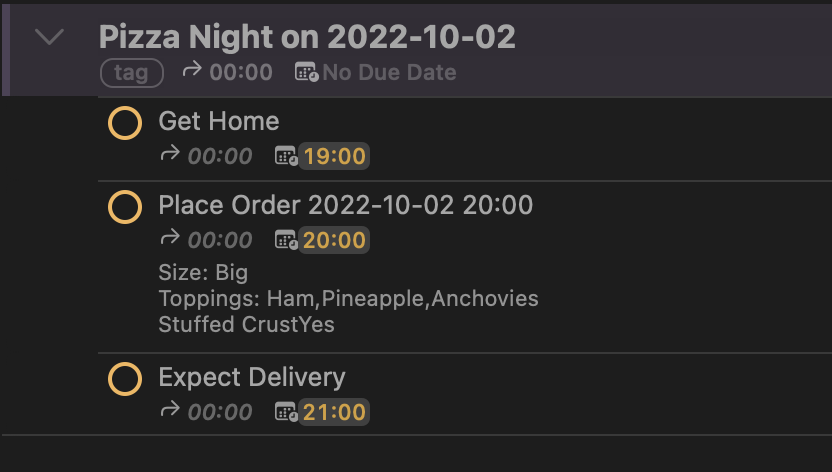 Pizza Night on 2022-10-02
tag 00:00 No Due Date
Get Home
00:00 19:00
Place Order 2022-10-02 20:00
00:00 20:00
Size: Big
Toppings: Ham,Pineapple,Anchovies
Stuffed CrustYes
Expect Delivery
00:00 21:00